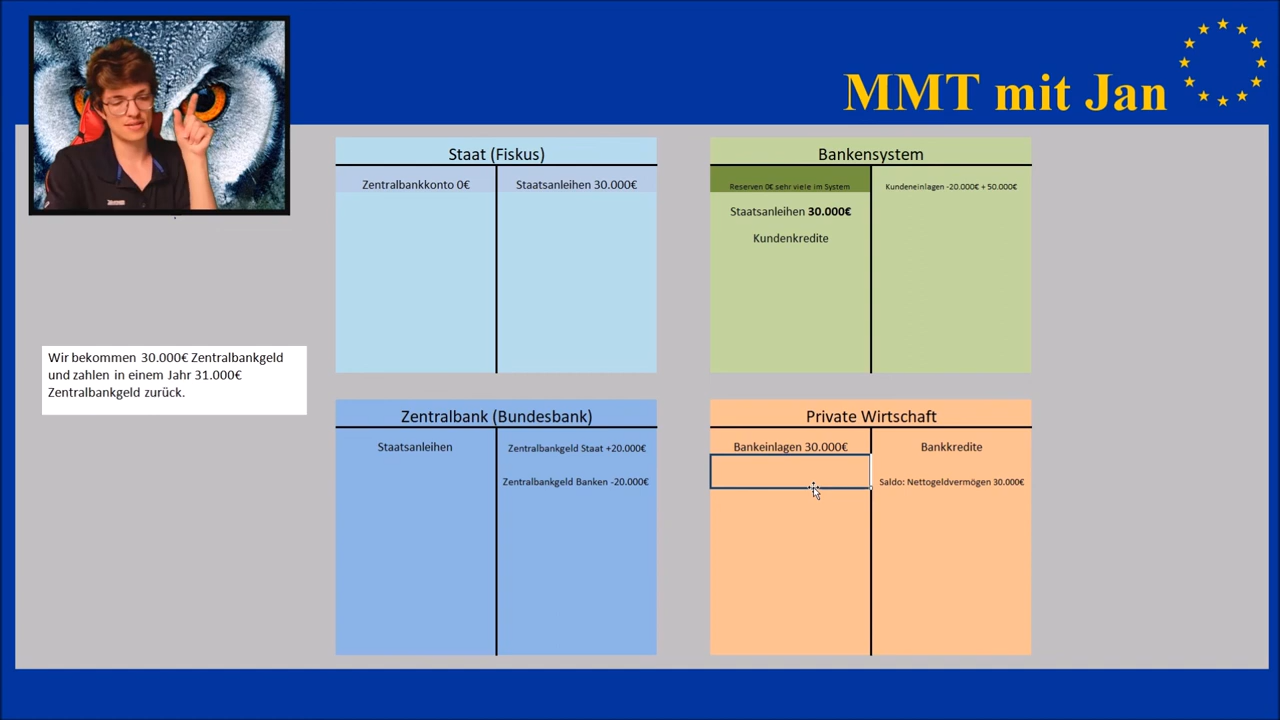 MMT mit Jan
Staat (Fiskus)
Zentralbankkonto 0€
Staatsanleihen 30.000€
Bankensystem
Reserven 0€ sehr viele im System
Kundeneinlagen -20.000€ + 50.000€
Staatsanleihen 30.000€
Kundenkredite
Wir bekommen 30.000€ Zentralbankgeld
und zahlen in einem Jahr 31.000€
Zentralbankgeld zurück.
Zentralbank (Bundesbank)
Staatsanleihen
Zentralbankgeld Staat +20.000€
Zentralbankgeld Banken -20.000€
Private Wirtschaft
Bankeinlagen 30.000€
Bankkredite
Saldo: Nettogeldvermögen 30.000€